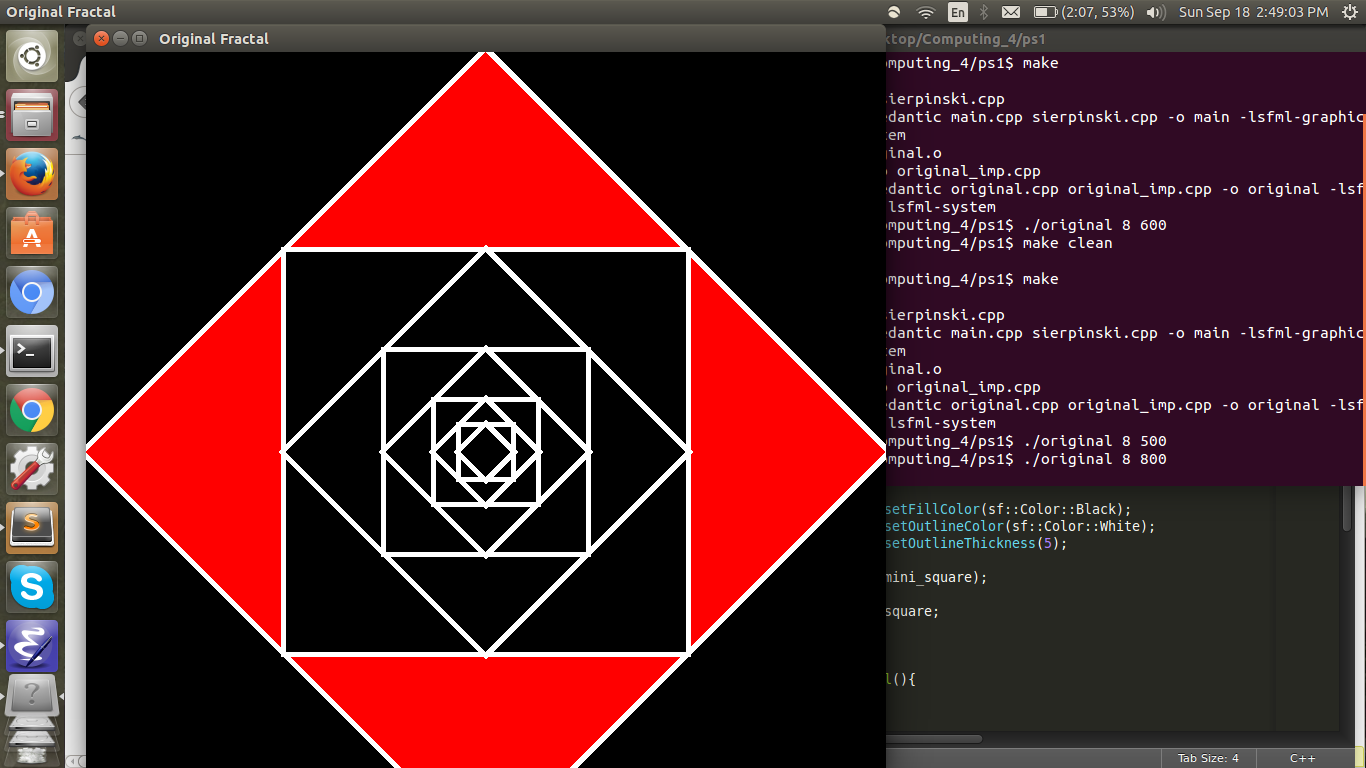 Original Fractal
En
(2:07, 53%)
Sun Sep 18 2:49:03 PM
Original Fractal
ktop/Computing_4/ps1
mputing_4/ps1$ make
sierpinski.cpp
edantic main.cpp sierpinski.cpp -o main -lsfml-graphic
em
ginal.o
original_imp.cpp
edantic original.cpp original_imp.cpp -o original -lsf
lsfml-system
omputing_4/ps1$ ./original 8 600
omputing_4/ps1$ make clean
omputing_4/ps1$ make
sierpinski.cpp
edantic main.cpp sierpinski.cpp -o main -lsfml-graphic
em
ginal.o
original_imp.cpp
edantic original.cpp original_imp.cpp -o original -lsf
lsfml-system
omputing_4/ps1$ ./original 8 500
omputing_4/ps1$ ./original 8 800
setFillColor(sf::Color::Black);
setOutlineColor(sf::Color::White);
setOutlineThickness(5);
mini_square);
square;
l(){
Tab Size: 4
C++